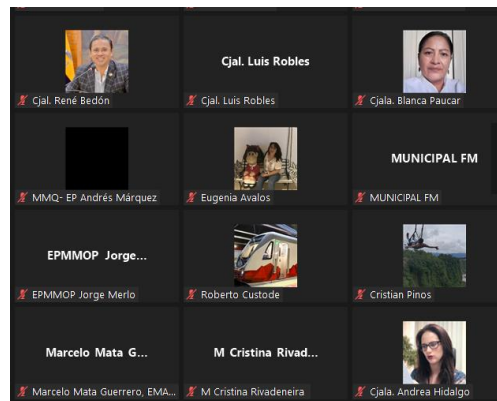 Cjal. René Bedón
Cjal. Luis Robles
Cjal. Luis Robles
Cjala. Blanca Paucar
MMQ- EP Andrés Márquez
Eugenia Avalos
MUNICIPAL FM
MUNICIPAL FM
EPMMOP Jorge...
EPMMOP Jorge Merlo
Roberto Custode
Cristian Pinos
Marcelo Mata G...
Marcelo Mata Guerrero, EMA...
M Cristina Rivad...
M Cristina Rivadeneira
Cjala. Andrea Hidalgo